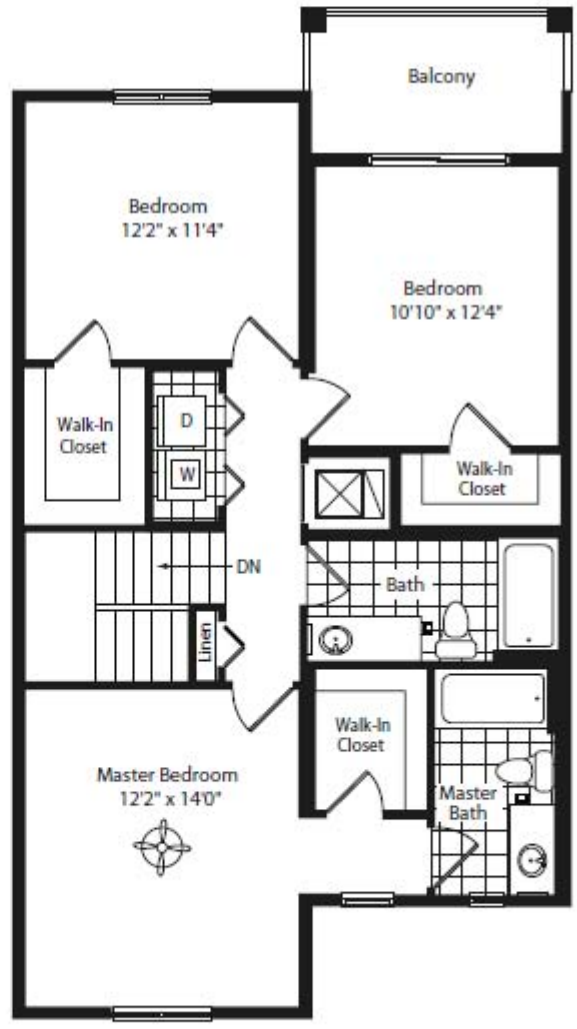 Balcony
Bedroom
12'2" x 11'4"
Bedroom
10'10" x 12'4"
Walk-In
Closet
D
W
Walk-In
Closet
DN
Bath
Linen
Walk-In
Closet
Master Bedroom
12'2" x 14'0"
Master
Bath